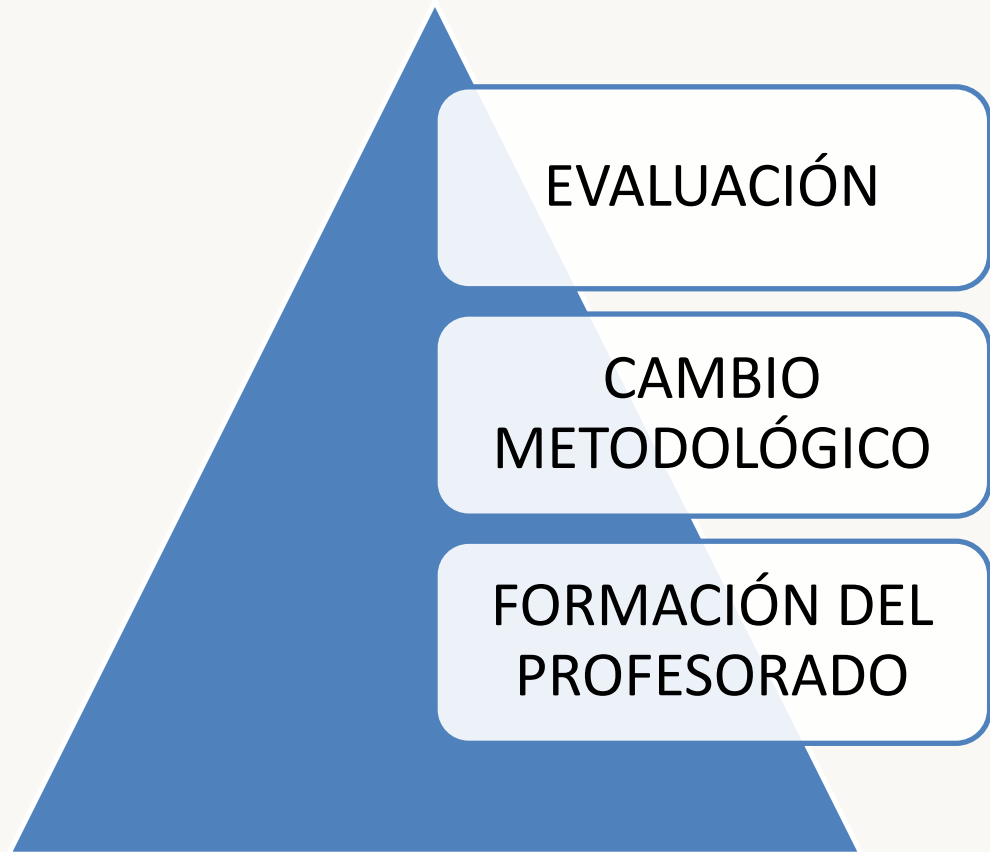 EVALUACIÓN
CAMBIO
METODOLÓGICO
FORMACIÓN DEL
PROFESORADO